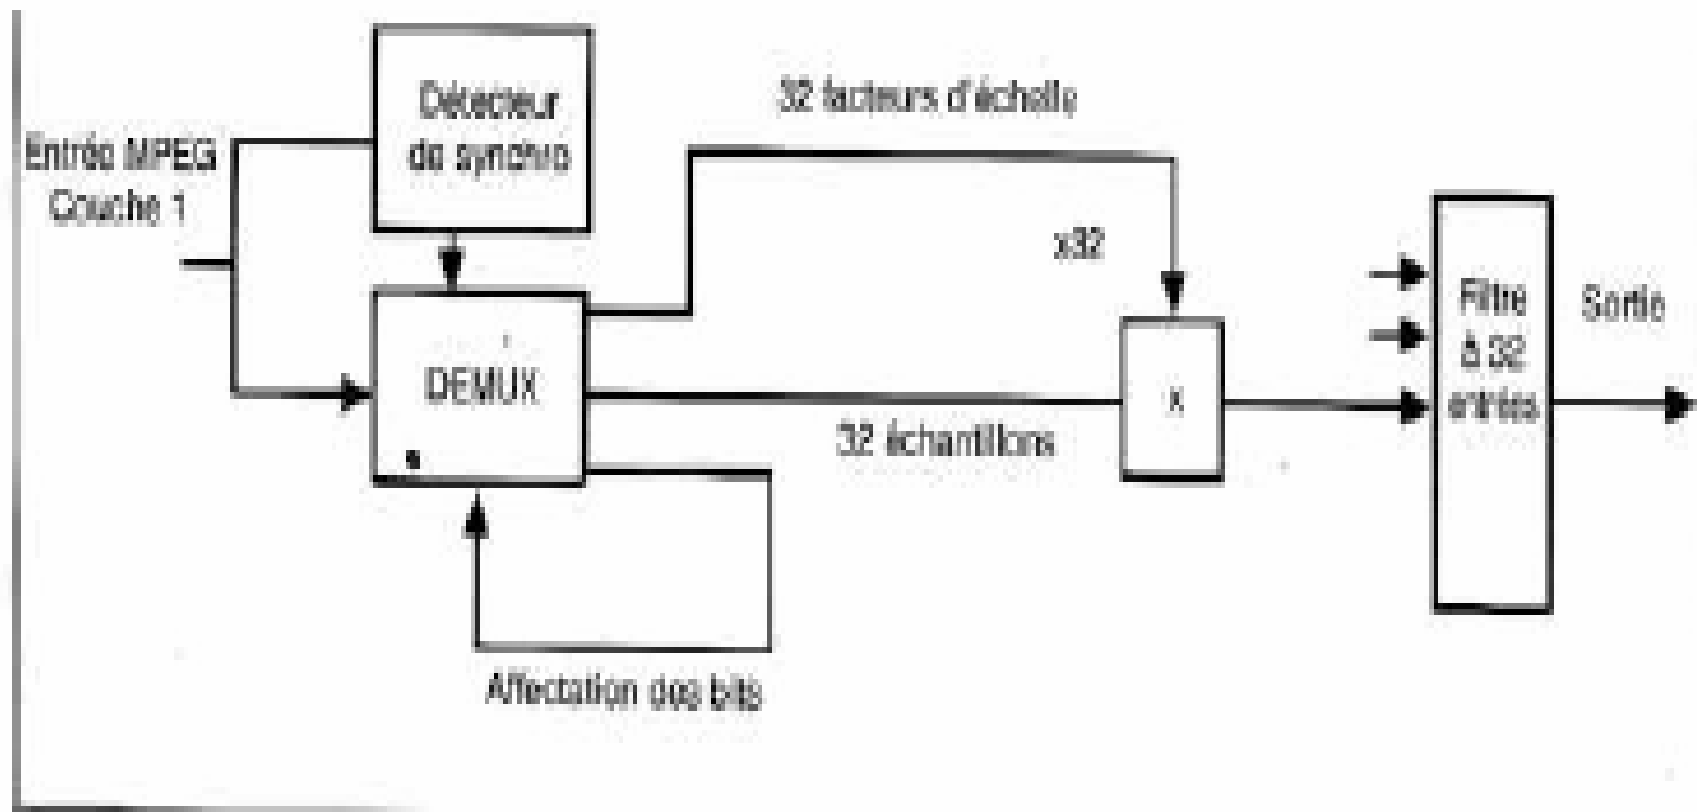 Détecteur
de synchro
32 facteurs d'échelle
Entrée MPEG
Couche 1
x32
Filtre
à 32
entrées
Sortie
DEMUX
x
32 échantillons
Affectation des bits